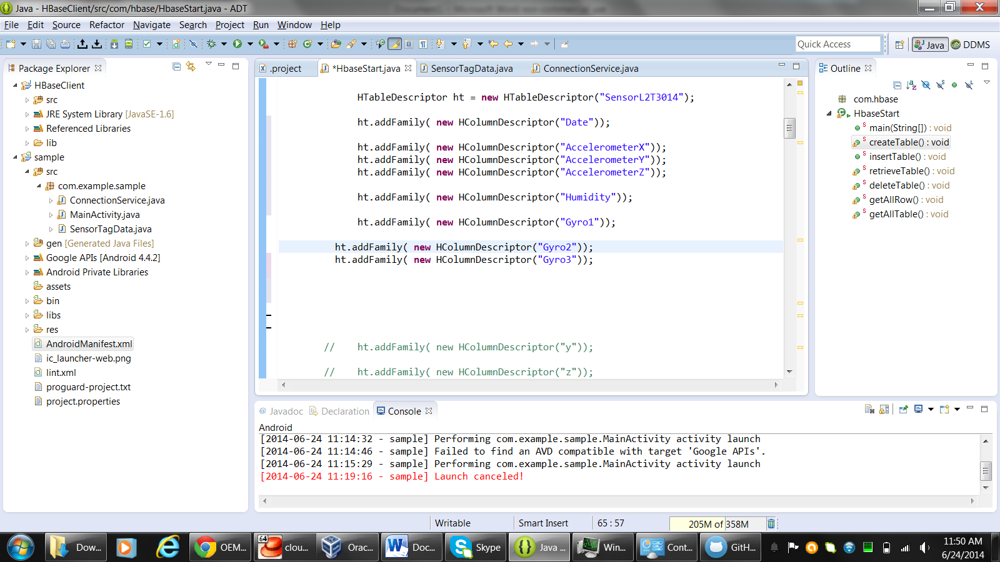 Java - HBaseClient/src/com/hbase/HbaseStart.java - ADT
File Edit Source Refactor Navigate Search Project Run Window Help
Quick Access
Java
DDMS
Package Explorer
HBaseClient
src
JRE System Library [JavaSE-1.6]
Referenced Libraries
lib
sample
src
com.example.sample
ConnectionService.java
MainActivity.java
SensorTagData.java
gen [Generated Java Files]
Google APIs [Android 4.4.2]
Android Private Libraries
assets
bin
libs
res
AndroidManifest.xml
ic_launcher-web.png
lint.xml
proguard-project.txt
project.properties
.project *HbaseStart.java SensorTagData.java ConnectionService.java
HTableDescriptor ht = new HTableDescriptor("SensorL2T3014");
ht.addFamily( new HColumnDescriptor("Date"));
ht.addFamily( new HColumnDescriptor("AccelerometerX"));
ht.addFamily( new HColumnDescriptor("AccelerometerY"));
ht.addFamily( new HColumnDescriptor("AccelerometerZ"));
ht.addFamily( new HColumnDescriptor("Humidity"));
ht.addFamily( new HColumnDescriptor("Gyro1"));
ht.addFamily( new HColumnDescriptor("Gyro2"));
ht.addFamily( new HColumnDescriptor("Gyro3"));
// ht.addFamily( new HColumnDescriptor("y"));
// ht.addFamily( new HColumnDescriptor("z"));
Outline
com.hbase
HbaseStart
main(String[]) : void
createTable() : void
insertTable() : void
retrieveTable() : void
deleteTable() : void
getAllRow() : void
getAllTable() : void
@ Javadoc Declaration Console
Android
[2014-06-24 11:14:32 - sample] Performing com.example.sample.MainActivity activity launch
[2014-06-24 11:14:46 - sample] Failed to find an AVD compatible with target 'Google APIs'.
[2014-06-24 11:15:29 - sample] Performing com.example.sample.MainActivity activity launch
[2014-06-24 11:19:16 - sample] Launch canceled!
Writable Smart Insert 65 : 57 205M of 358M
Dow... OEM... clou... Orac... Doc... Skype Java ... Win... Cont... GitH...
11:50 AM
6/24/2014